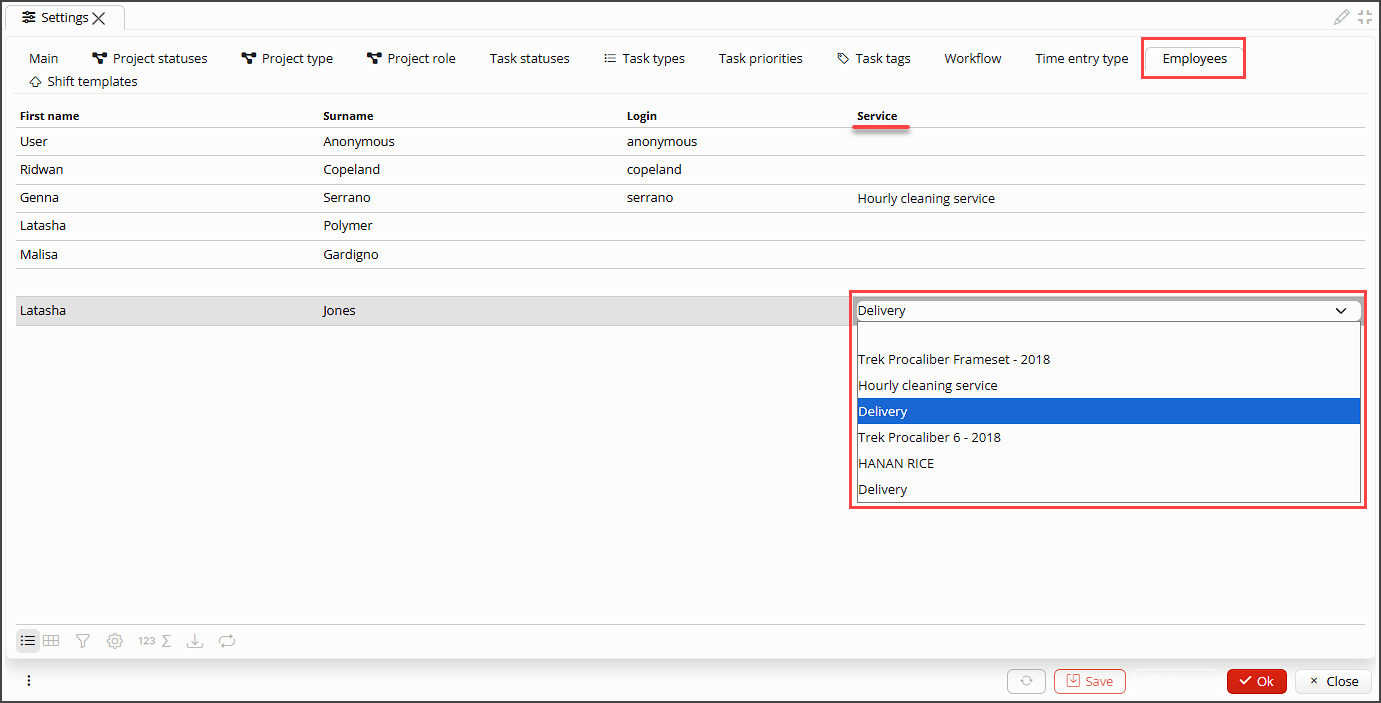 Settings
Main Project statuses Project type Project role Task statuses Task types Task priorities Task tags Workflow Time entry type Employees
Shift templates
First name Surname Login Service
User Anonymous anonymous
Ridwan Copeland copeland
Genna Serrano serrano Hourly cleaning service
Latasha Polymer
Malisa Gardigno
Latasha Jones Delivery
Trek Procaliber Frameset - 2018
Hourly cleaning service
Delivery
Trek Procaliber 6 - 2018
HANAN RICE
Delivery
123 Σ
Save Ok × Close